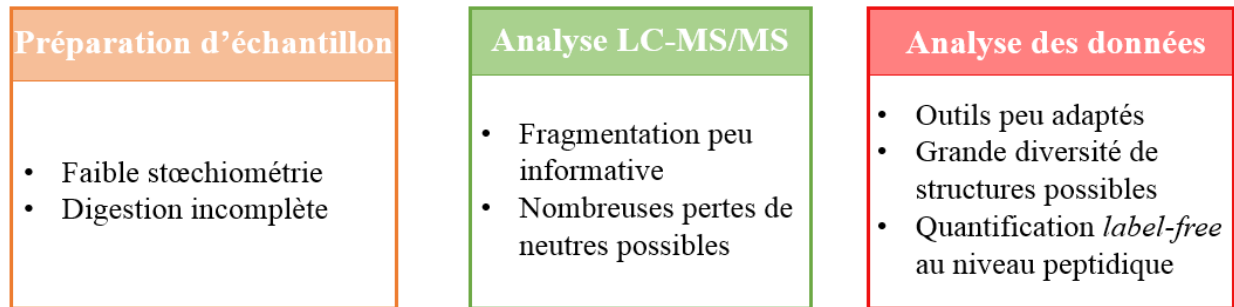 Préparation d’échantillon
• Faible stœchiométrie
• Digestion incomplète
Analyse LC-MS/MS
• Fragmentation peu
informative
• Nombreuses pertes de
neutres possibles
Analyse des données
• Outils peu adaptés
• Grande diversité de
structures possibles
• Quantification label-free
au niveau peptidique